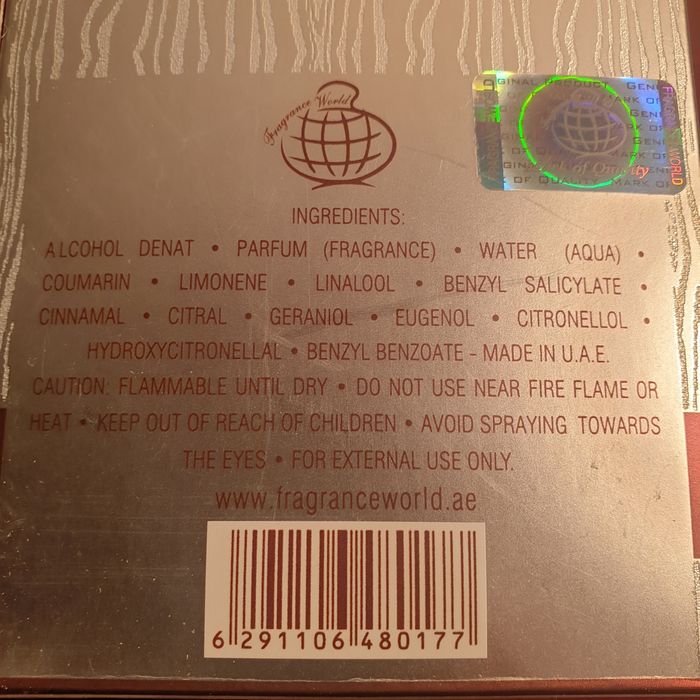 Fragrance World
INGREDIENTS:
ALCOHOL DENAT • PARFUM (FRAGRANCE) • WATER (AQUA) •
COUMARIN • LIMONENE • LINALOOL • BENZYL SALICYLATE •
CINNAMAL • CITRAL • GERANIOL • EUGENOL • CITRONELLOL •
HYDROXYCITRONELLAL • BENZYL BENZOATE - MADE IN U.A.E.
CAUTION: FLAMMABLE UNTIL DRY • DO NOT USE NEAR FIRE FLAME OR
HEAT • KEEP OUT OF REACH OF CHILDREN • AVOID SPRAYING TOWARDS
THE EYES • FOR EXTERNAL USE ONLY.
www.fragranceworld.ae
6 291106 480177